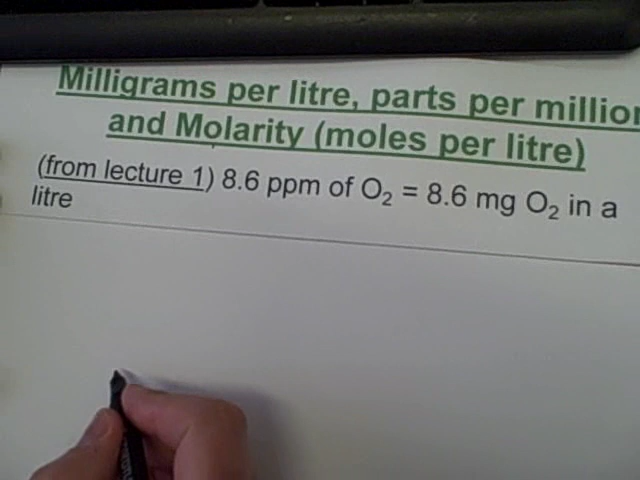 Milligrams per litre, parts per million
and Molarity (moles per litre)
(from lecture 1) 8.6 ppm of O₂ = 8.6 mg O₂ in a
litre